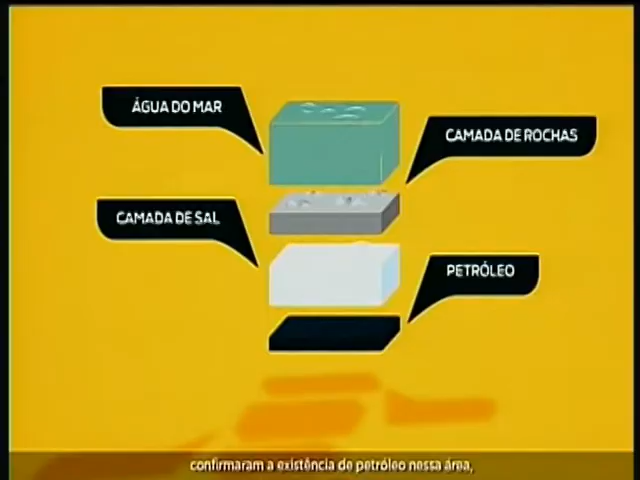 ÁGUA DO MAR
CAMADA DE ROCHAS
CAMADA DE SAL
PETRÓLEO
confirmaram a existência de petróleo nessa área,